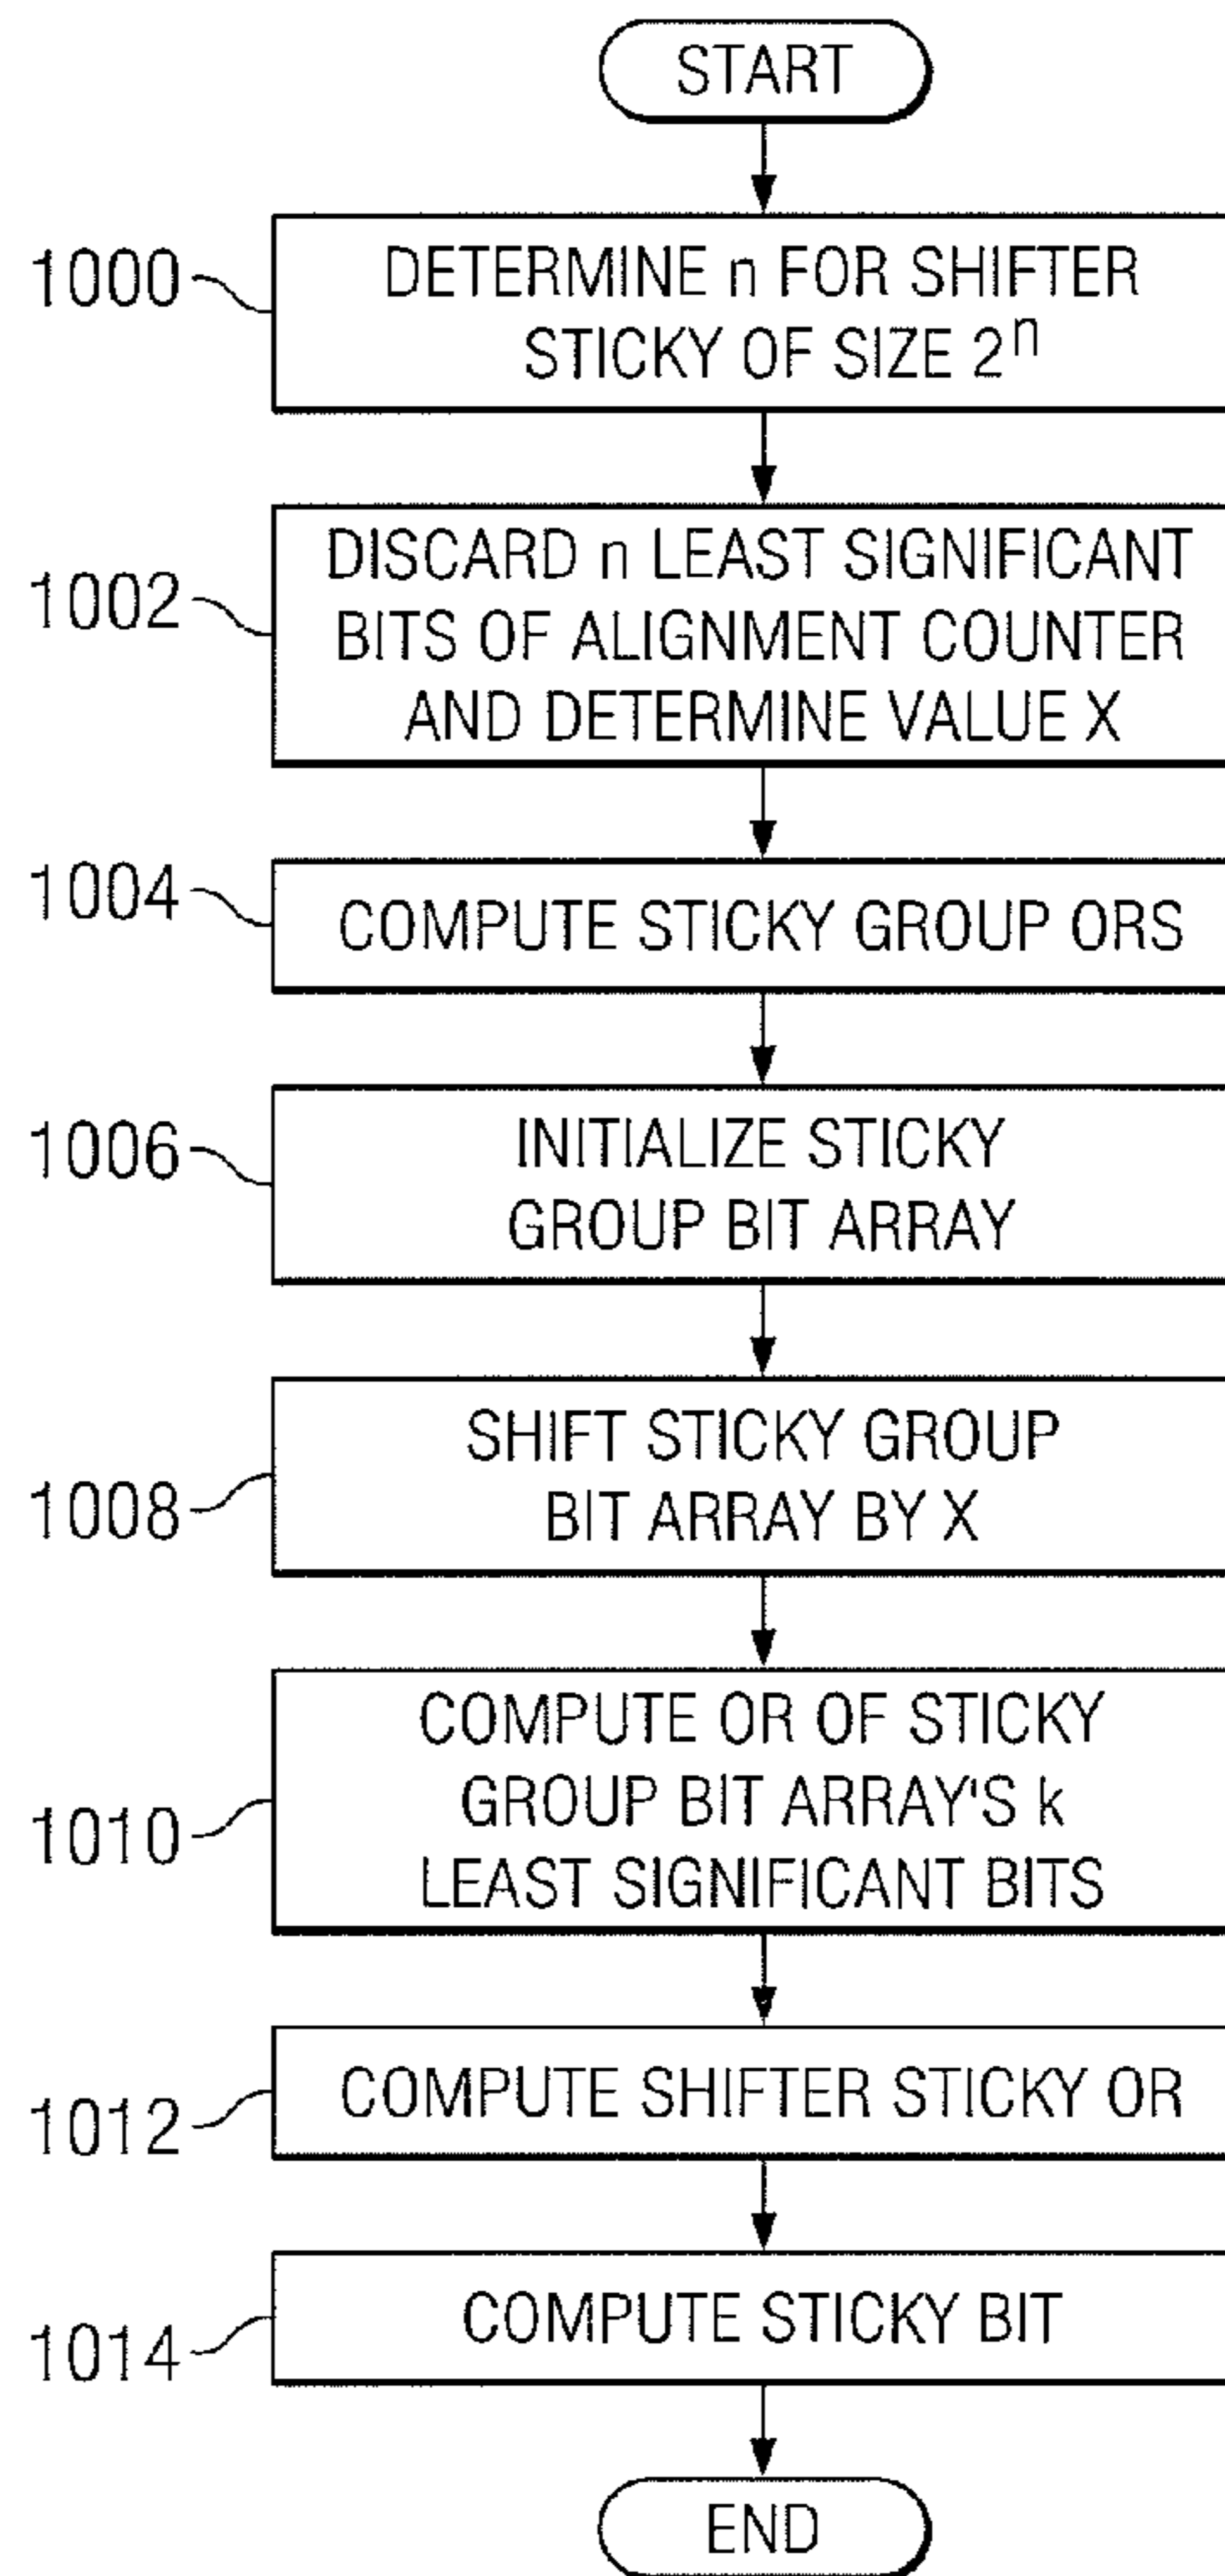 START
1000
DETERMINE n FOR SHIFTER
STICKY OF SIZE 2^n
1002
DISCARD n LEAST SIGNIFICANT
BITS OF ALIGNMENT COUNTER
AND DETERMINE VALUE X
1004
COMPUTE STICKY GROUP ORS
1006
INITIALIZE STICKY
GROUP BIT ARRAY
1008
SHIFT STICKY GROUP
BIT ARRAY BY X
1010
COMPUTE OR OF STICKY
GROUP BIT ARRAY'S k
LEAST SIGNIFICANT BITS
1012
COMPUTE SHIFTER STICKY OR
1014
COMPUTE STICKY BIT
END